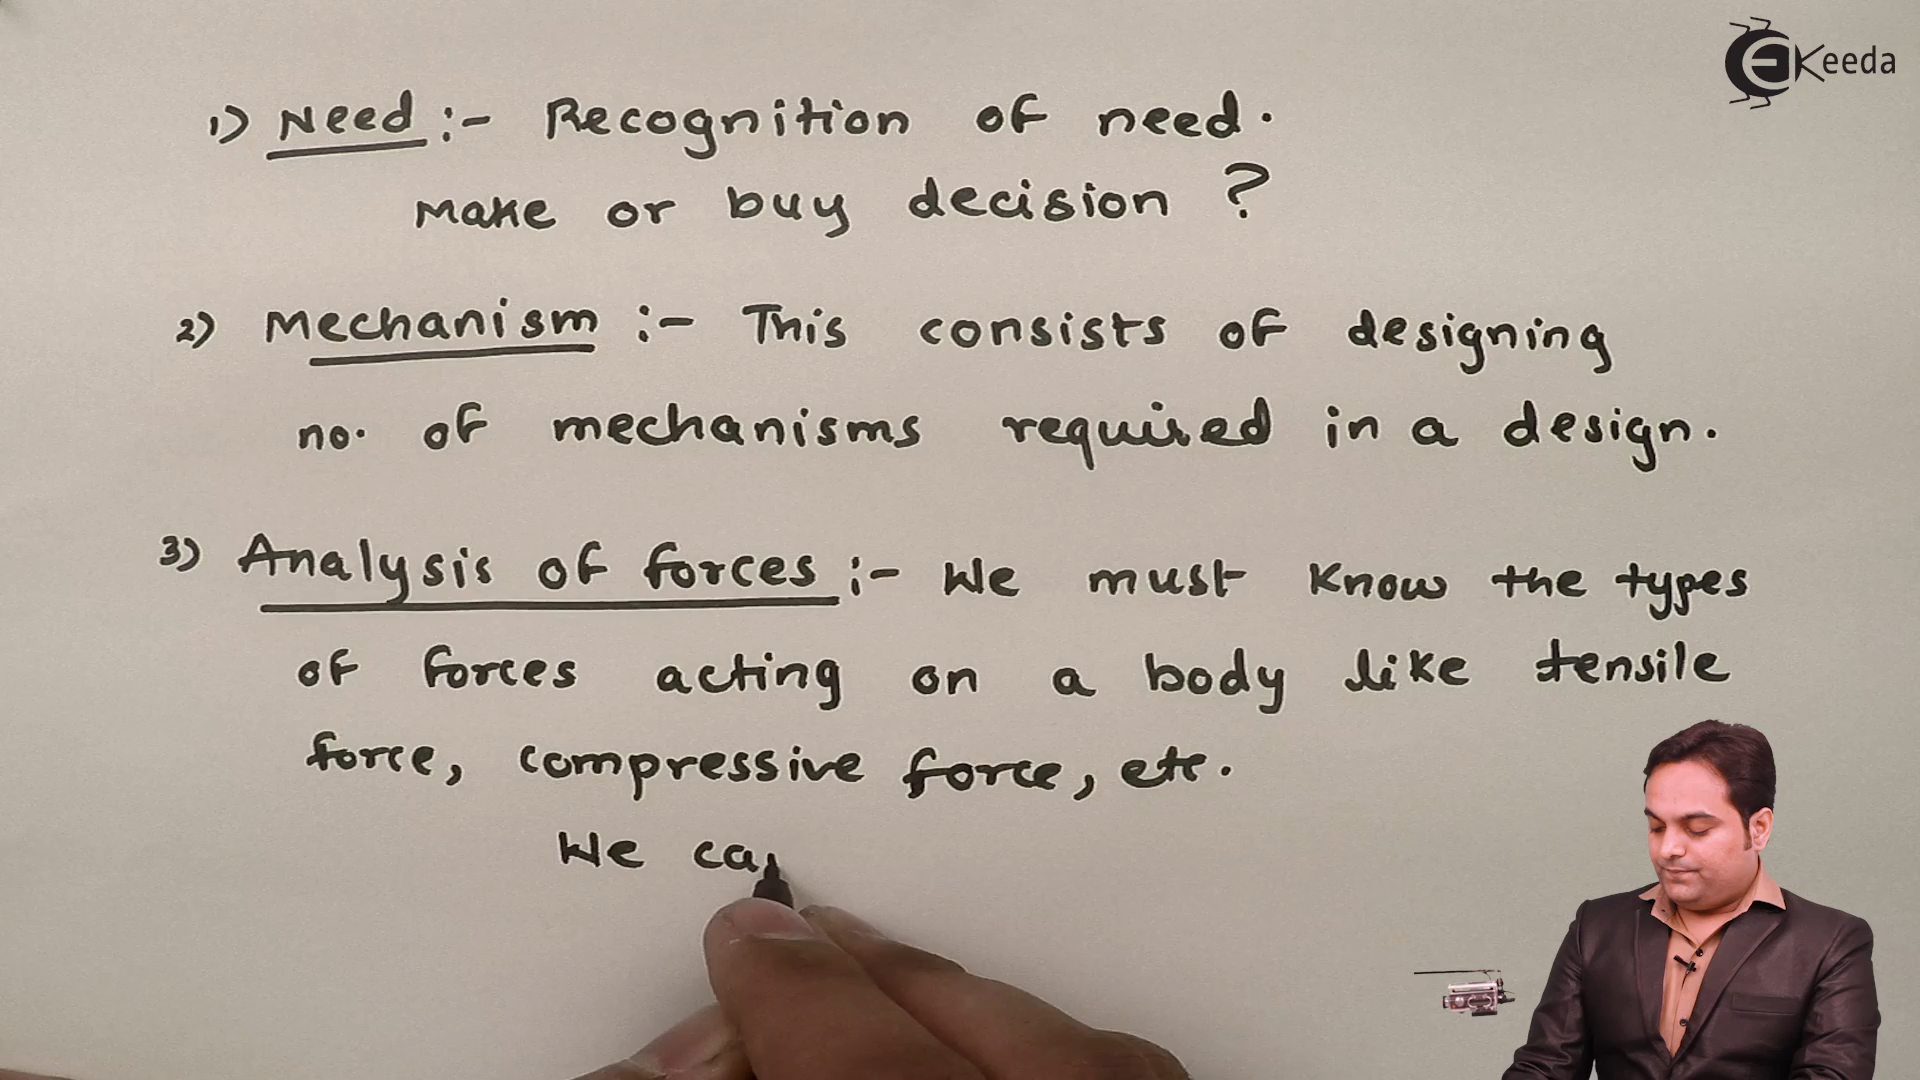 EKeeda
1) Need :- Recognition of need.
Make or buy decision ?
2) Mechanism :- This consists of designing
no. of mechanisms required in a design.
3) Analysis of forces :- We must know the types
of forces acting on a body like tensile
force, compressive force, etc.
We ca